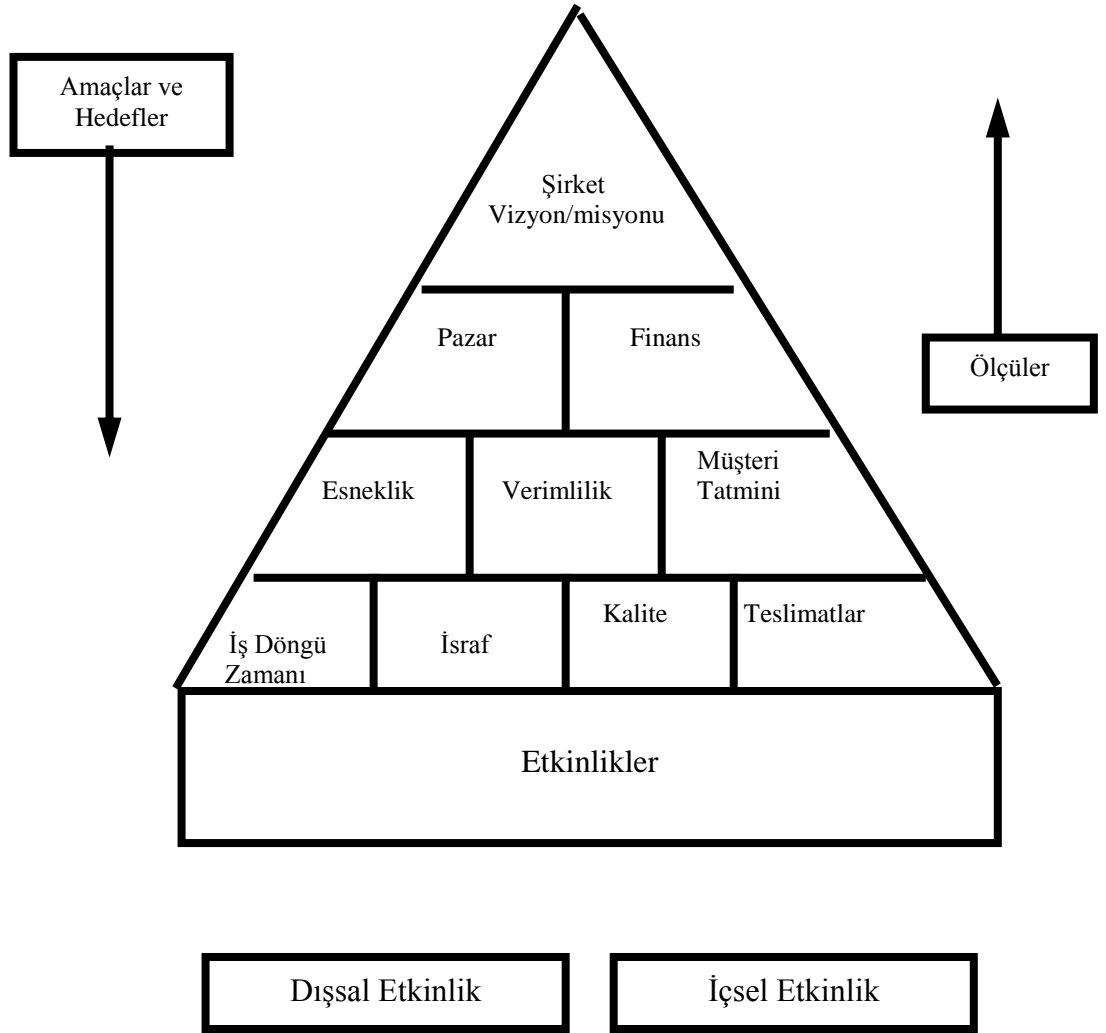 Amaçlar ve
Hedefler
Şirket
Vizyon/misyonu
Pazar
Finans
Ölçüler
Esneklik
Verimlilik
Müşteri
Tatmini
İş Döngü
Zamanı
İsraf
Kalite
Teslimatlar
Etkinlikler
Dışsal Etkinlik
İçsel Etkinlik